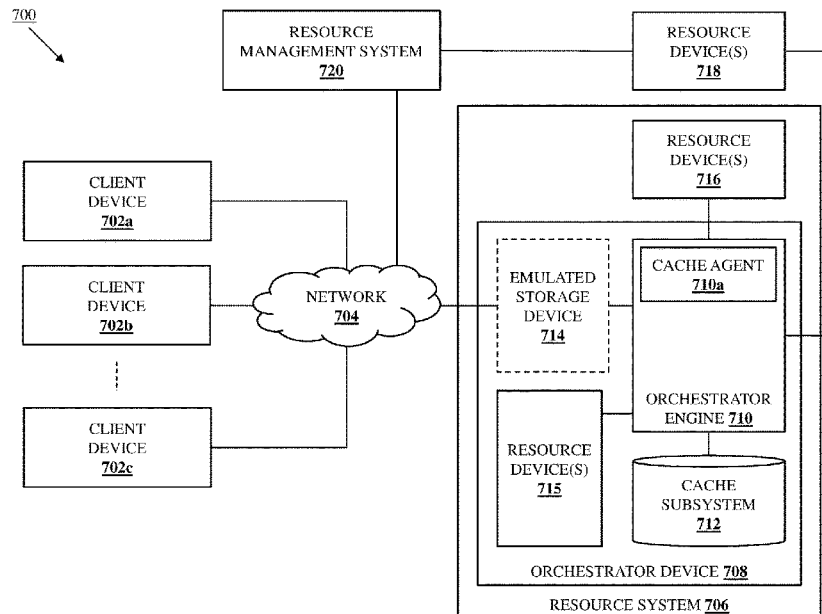 700
RESOURCE
MANAGEMENT SYSTEM
720
RESOURCE
DEVICE(S)
718
RESOURCE
DEVICE(S)
716
CLIENT
DEVICE
702a
CLIENT
DEVICE
702b
CLIENT
DEVICE
702c
NETWORK
704
EMULATED
STORAGE
DEVICE
714
CACHE AGENT
710a
ORCHESTRATOR
ENGINE 710
RESOURCE
DEVICE(S)
715
CACHE
SUBSYSTEM
712
ORCHESTRATOR DEVICE 708
RESOURCE SYSTEM 706